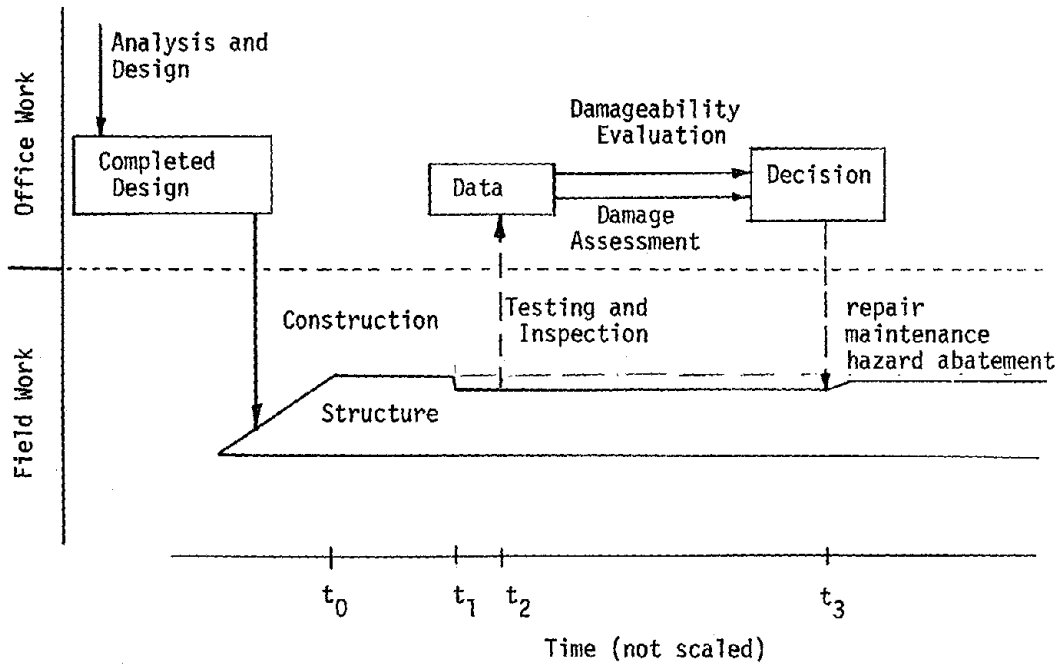 Analysis and
Design
Office Work
Completed
Design
Damageability
Evaluation
Data
Decision
Damage
Assessment
Field Work
Construction
Testing and
Inspection
repair
maintenance
hazard abatement
Structure
t0
t1
t2
t3
Time (not scaled)